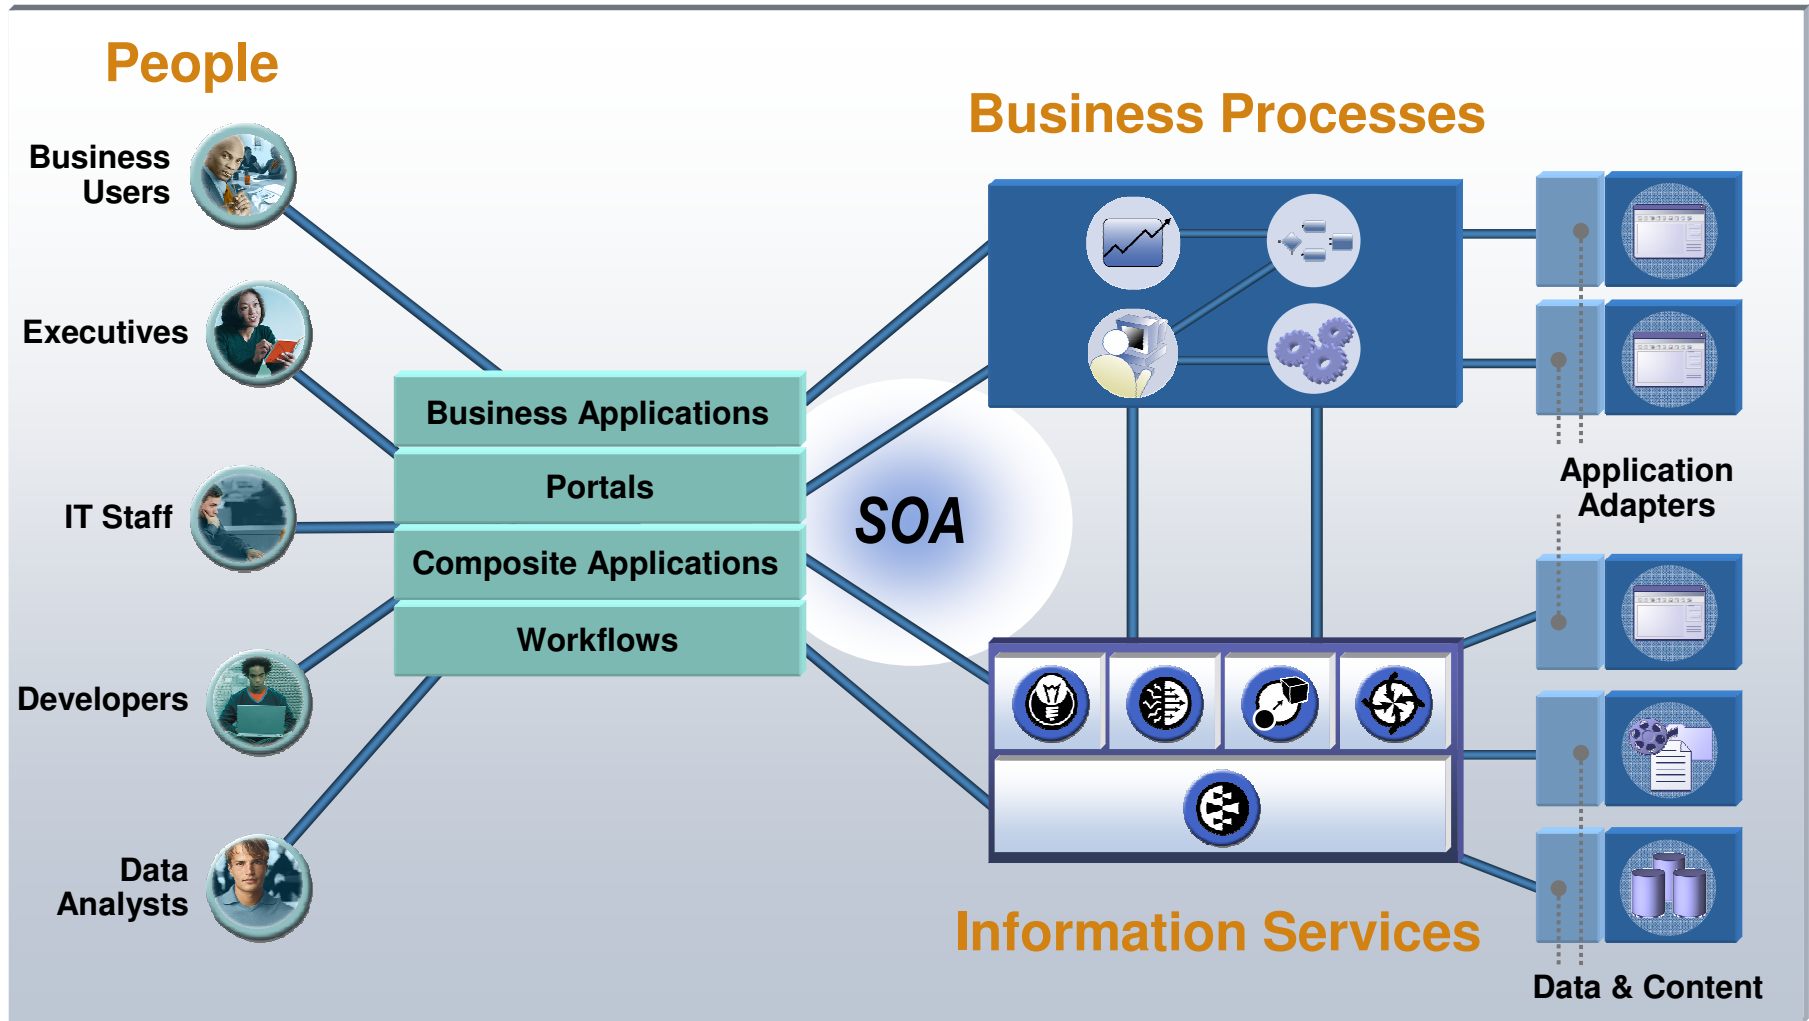 People
Business
Users
Executives
IT Staff
Developers
Data
Analysts
Business Applications
Portals
Composite Applications
Workflows
SOA
Business Processes
Information Services
Application
Adapters
Data & Content